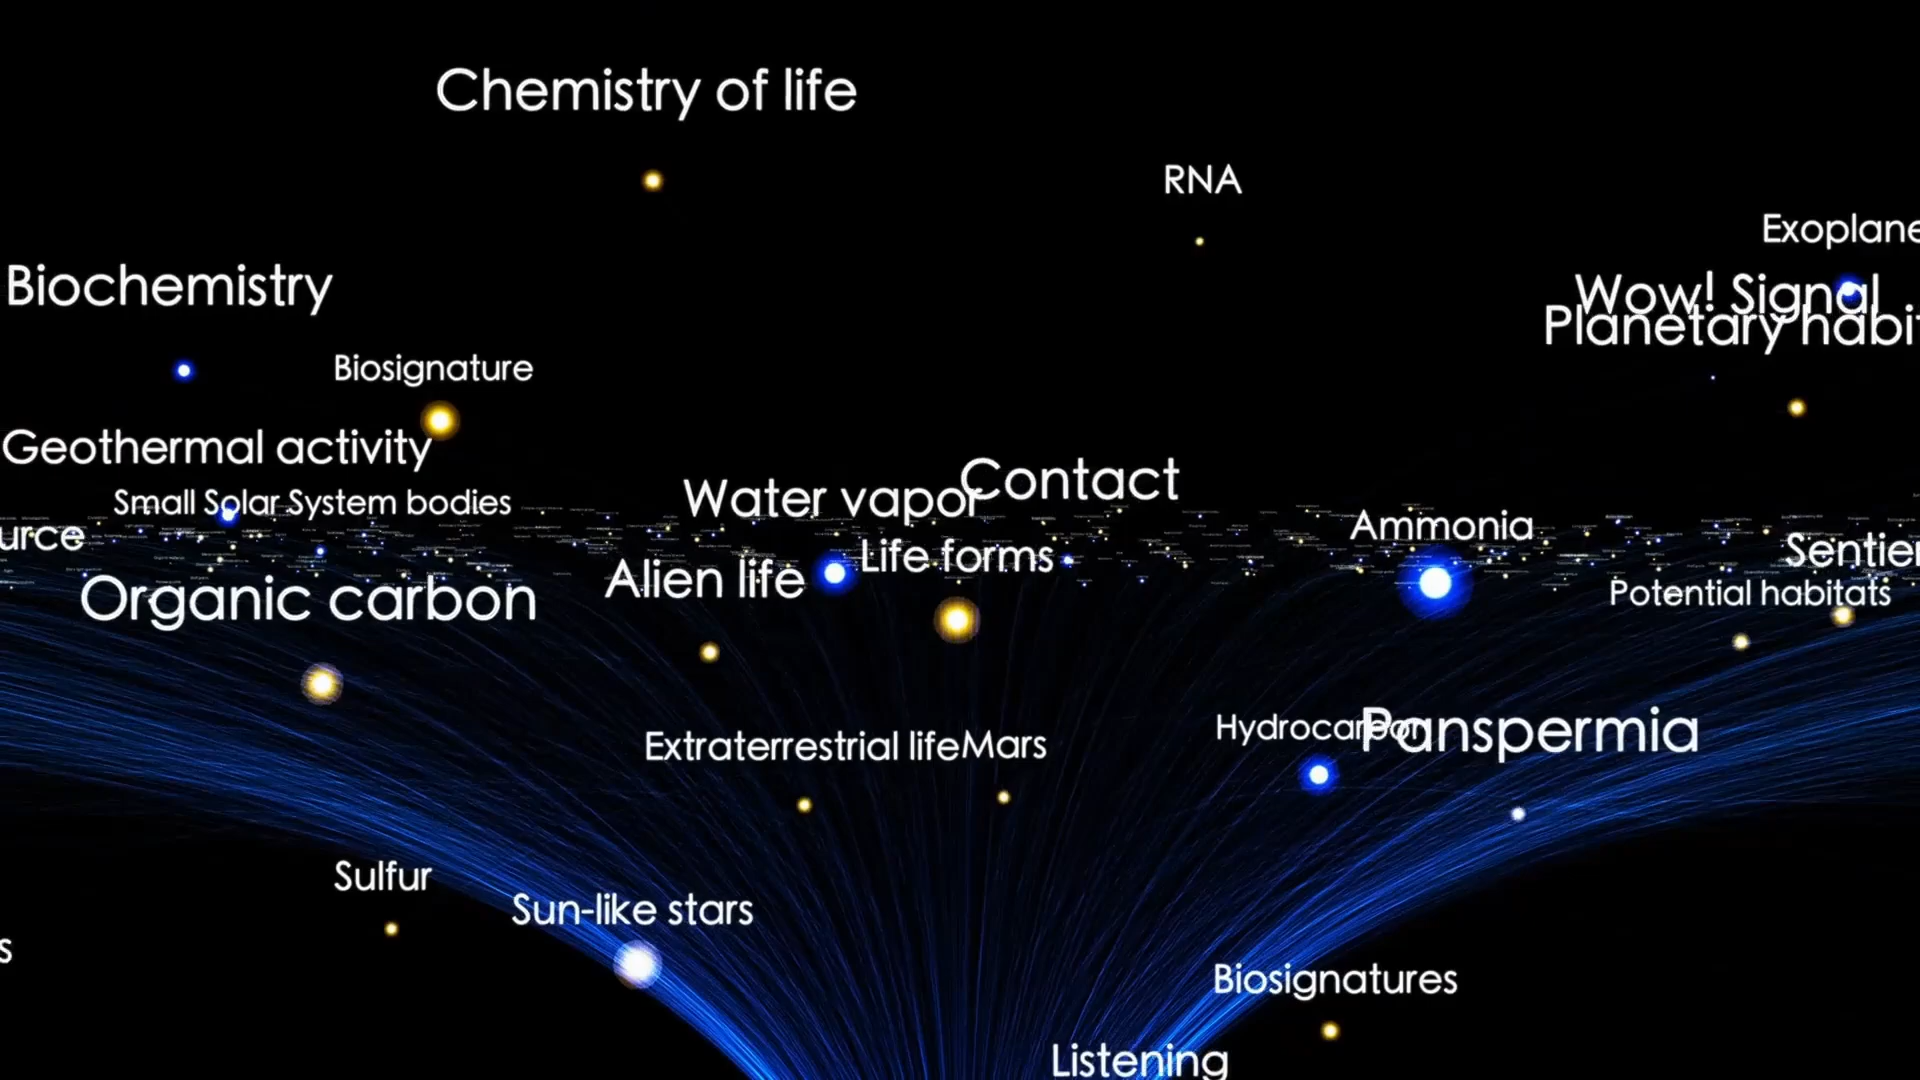 Chemistry of life
RNA
Exoplane
Biochemistry
Wow! Signal
Planetary habit
Biosignature
Geothermal activity
Contact
Water vapor
Small Solar System bodies
Ammonia
urce
Life forms
Sentien
Alien life
Potential habitats
Organic carbon
Hydrocarbon
Panspermia
Extraterrestrial life
Mars
Sulfur
Sun-like stars
s
Biosignatures
Listening